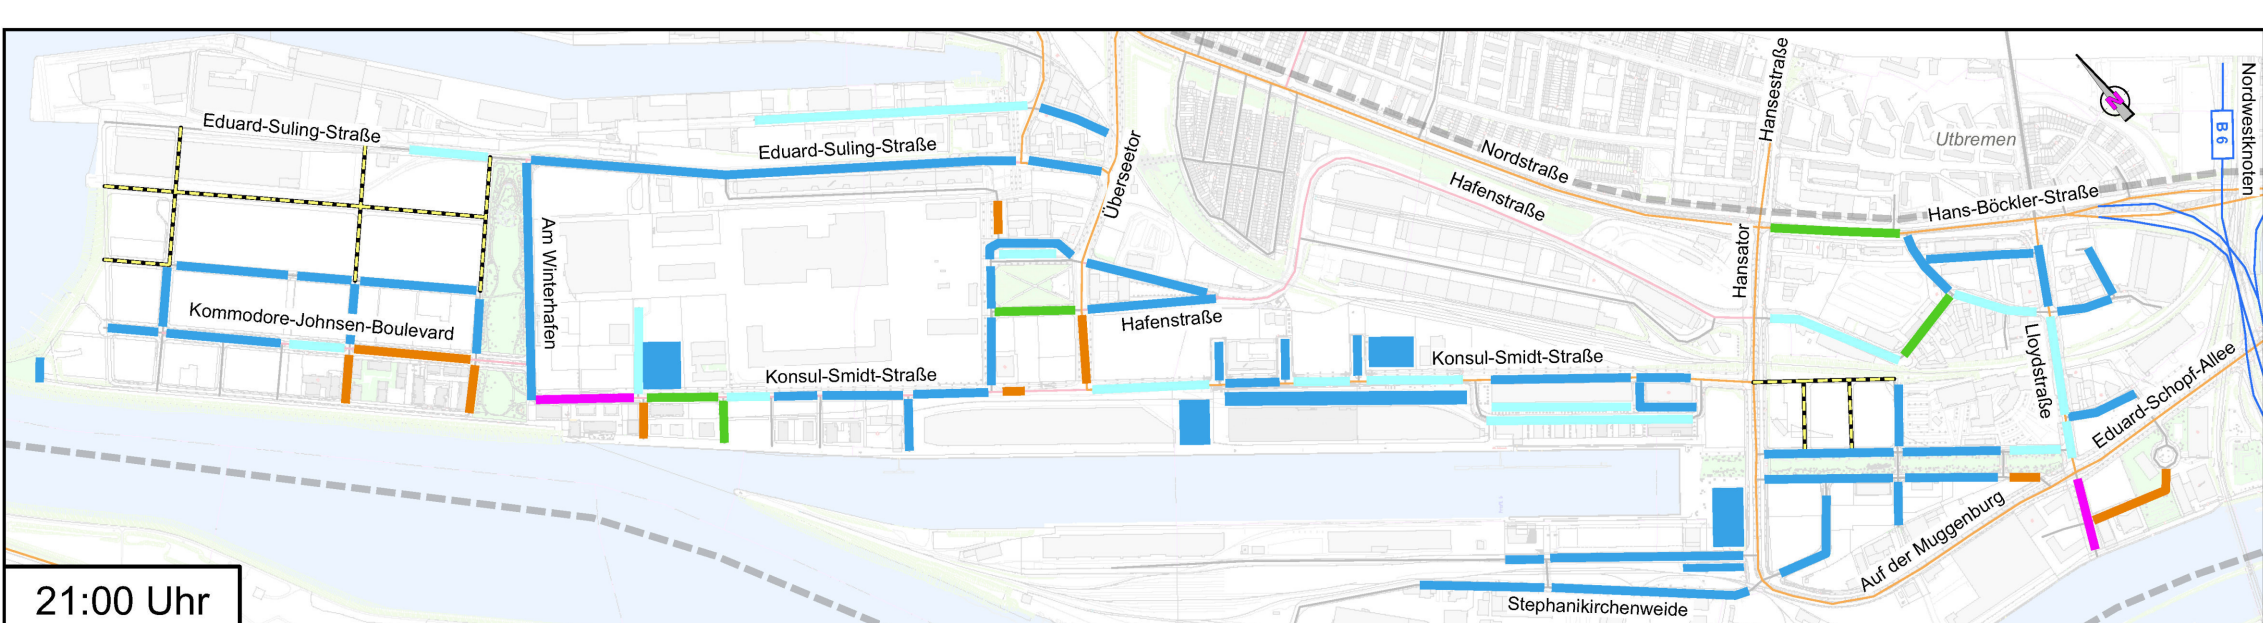 Eduard-Suling-Straße
Eduard-Suling-Straße
Überseetor
Nordstraße
Hafenstraße
Hansestraße
Utbremen
B 6
Nordwestknoten
Hans-Böckler-Straße
Hansator
Am Winterhafen
Kommodore-Johnsen-Boulevard
Hafenstraße
Konsul-Smidt-Straße
Konsul-Smidt-Straße
Lloydstraße
Eduard-Schopf-Allee
Auf der Muggenburg
Stephanikirchenweide
21:00 Uhr
N